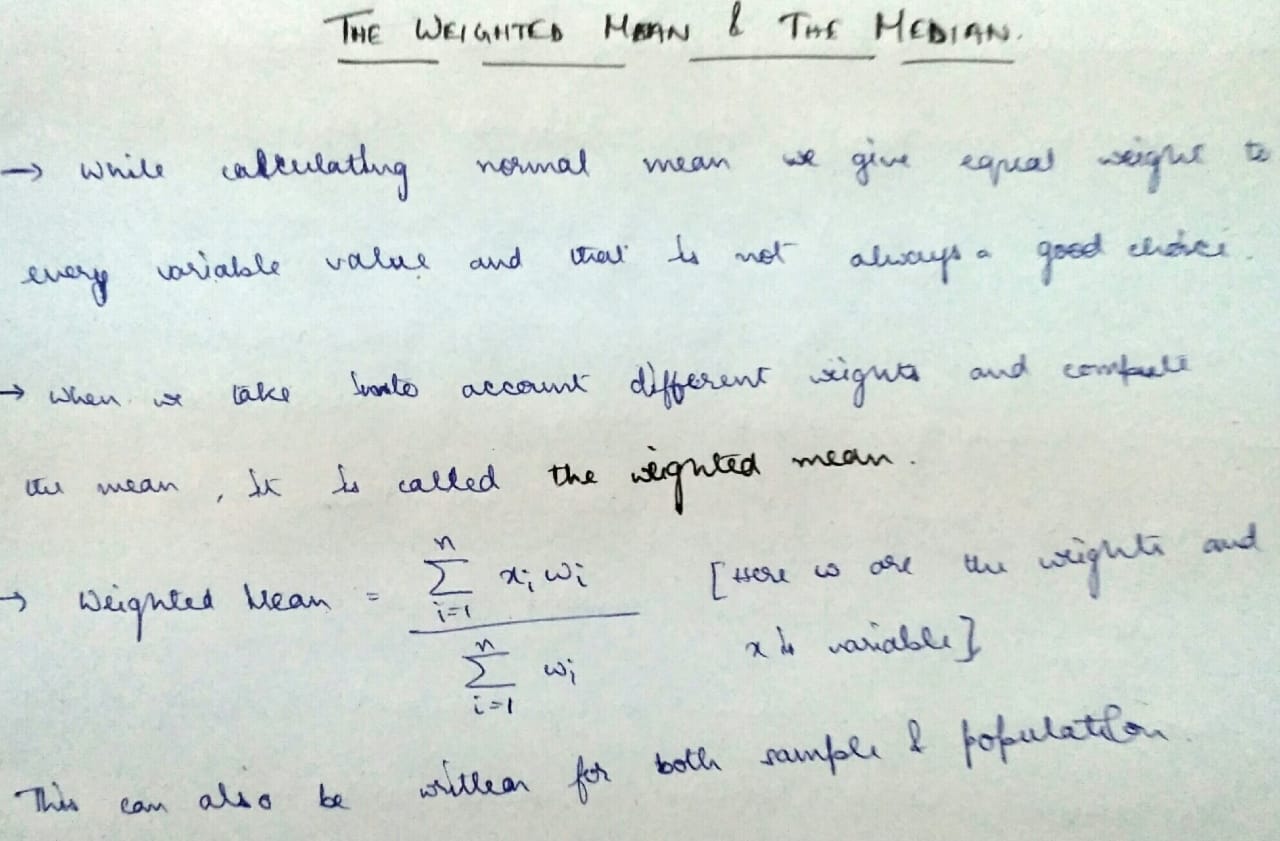 THE WEIGHTED MEAN & THE MEDIAN.
→ While calculating normal mean we give equal weight to
every variable value and that is not always a good choice.
→ When we take into account different weights and compute
the mean, it is called the weighted mean.
→ Weighted Mean = \frac{\sum_{i=1}^{n} x_i w_i}{\sum_{i=1}^{n} w_i} [Here w are the weights and
x is variable]
This can also be written for both sample & population.